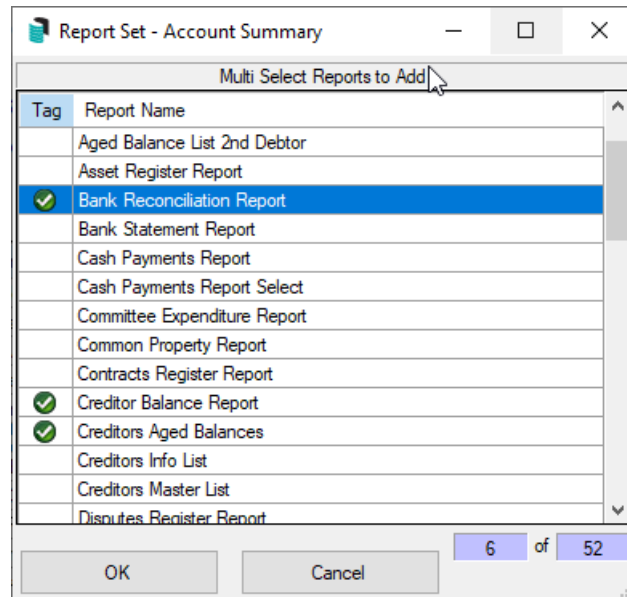 Report Set - Account Summary
Multi Select Reports to Add
Tag Report Name
Aged Balance List 2nd Debtor
Asset Register Report
Bank Reconciliation Report
Bank Statement Report
Cash Payments Report
Cash Payments Report Select
Committee Expenditure Report
Common Property Report
Contracts Register Report
Creditor Balance Report
Creditors Aged Balances
Creditors Info List
Creditors Master List
Disputes Register Report
6 of 52
OK Cancel